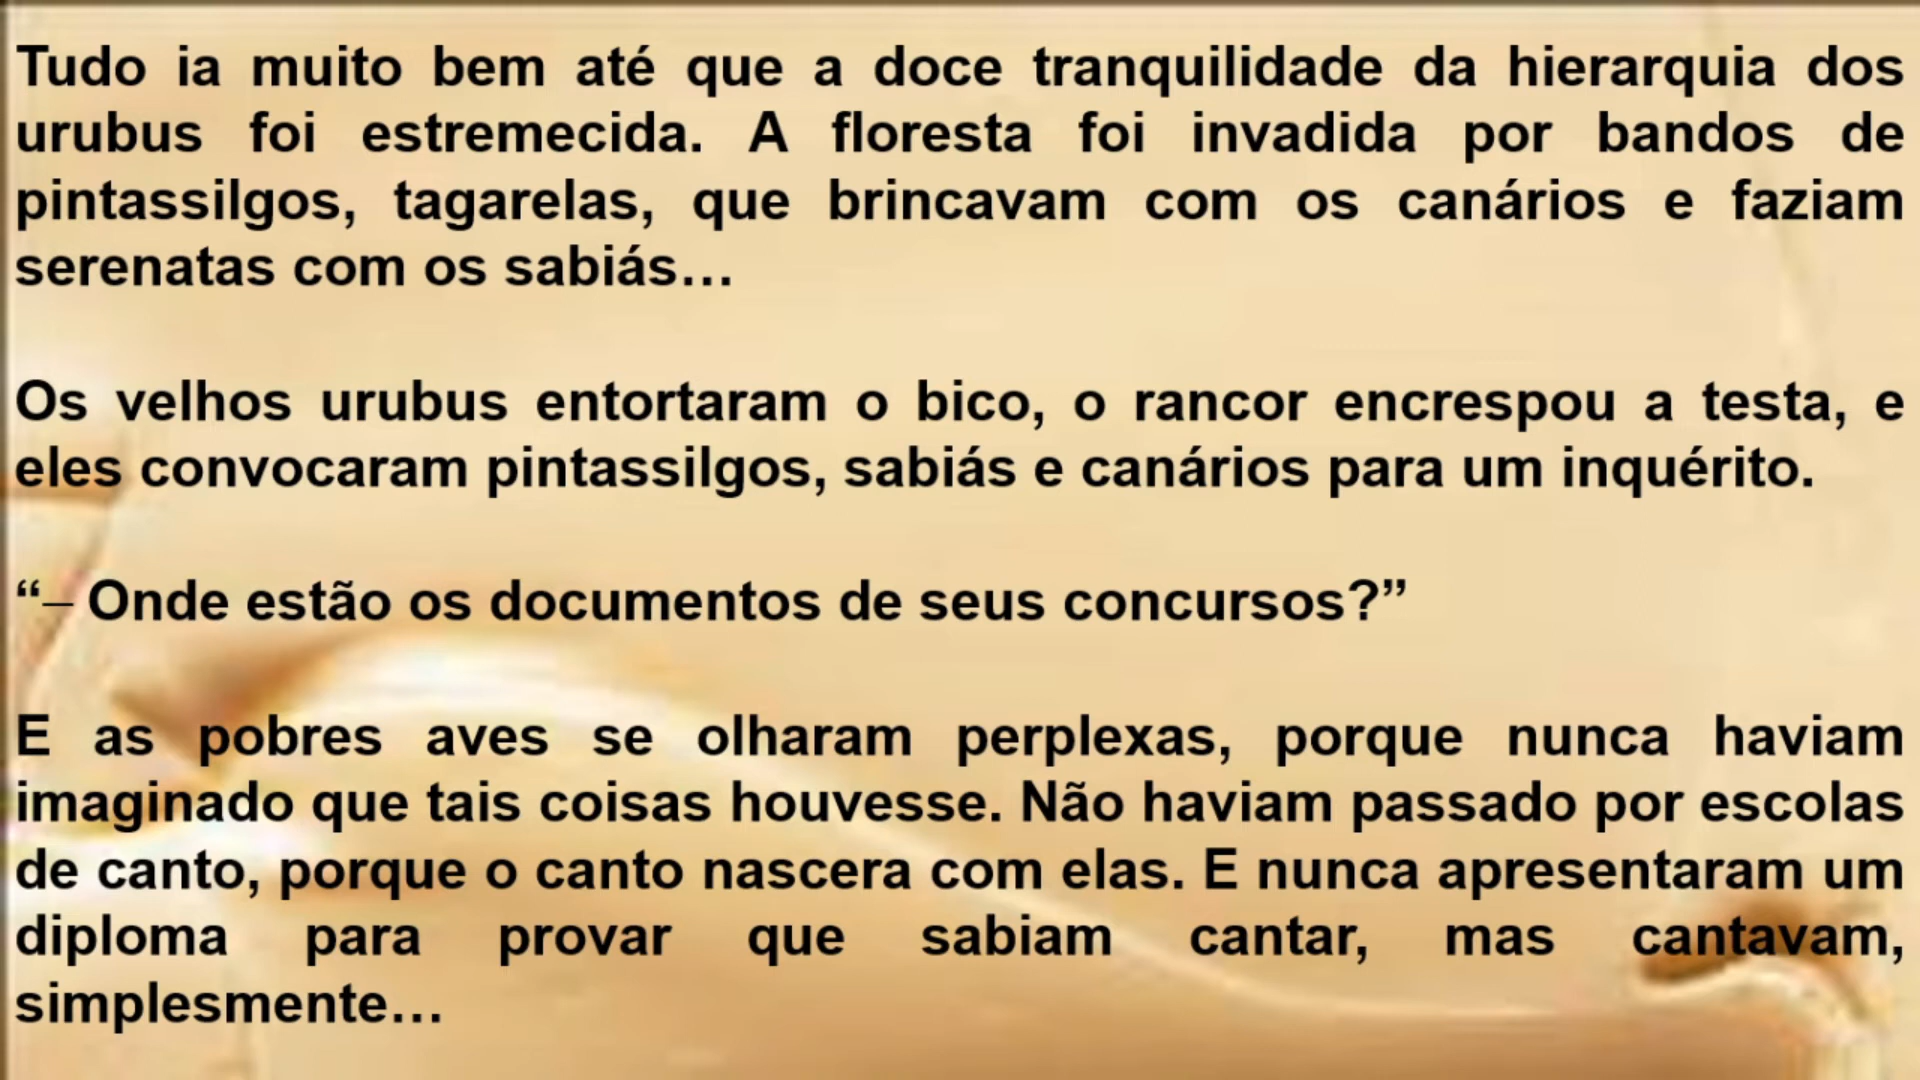 Tudo ia muito bem até que a doce tranquilidade da hierarquia dos
urubus foi estremecida. A floresta foi invadida por bandos de
pintassilgos, tagarelas, que brincavam com os canários e faziam
serenatas com os sabiás…
Os velhos urubus entortaram o bico, o rancor encrespou a testa, e
eles convocaram pintassilgos, sabiás e canários para um inquérito.
“– Onde estão os documentos de seus concursos?”
E as pobres aves se olharam perplexas, porque nunca haviam
imaginado que tais coisas houvesse. Não haviam passado por escolas
de canto, porque o canto nascera com elas. E nunca apresentaram um
diploma para provar que sabiam cantar, mas cantavam,
simplesmente…